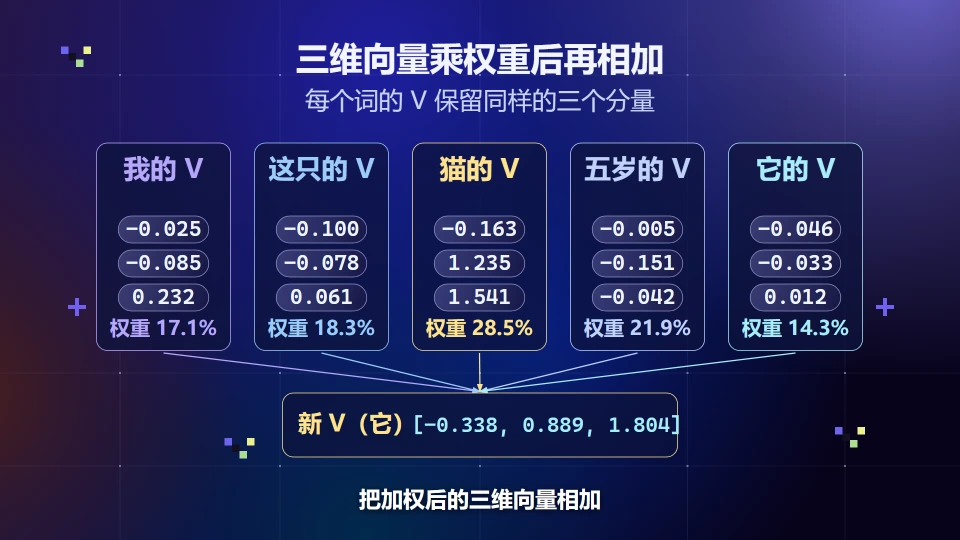 三维向量乘权重后再相加
每个词的 V 保留同样的三个分量
我的 V
−0.025
−0.085
0.232
权重 17.1%
这只的 V
−0.100
−0.078
0.061
权重 18.3%
猫的 V
−0.163
1.235
1.541
权重 28.5%
五岁的 V
−0.005
−0.151
−0.042
权重 21.9%
它的 V
−0.046
−0.033
0.012
权重 14.3%
新 V（它）[−0.338, 0.889, 1.804]
把加权后的三维向量相加